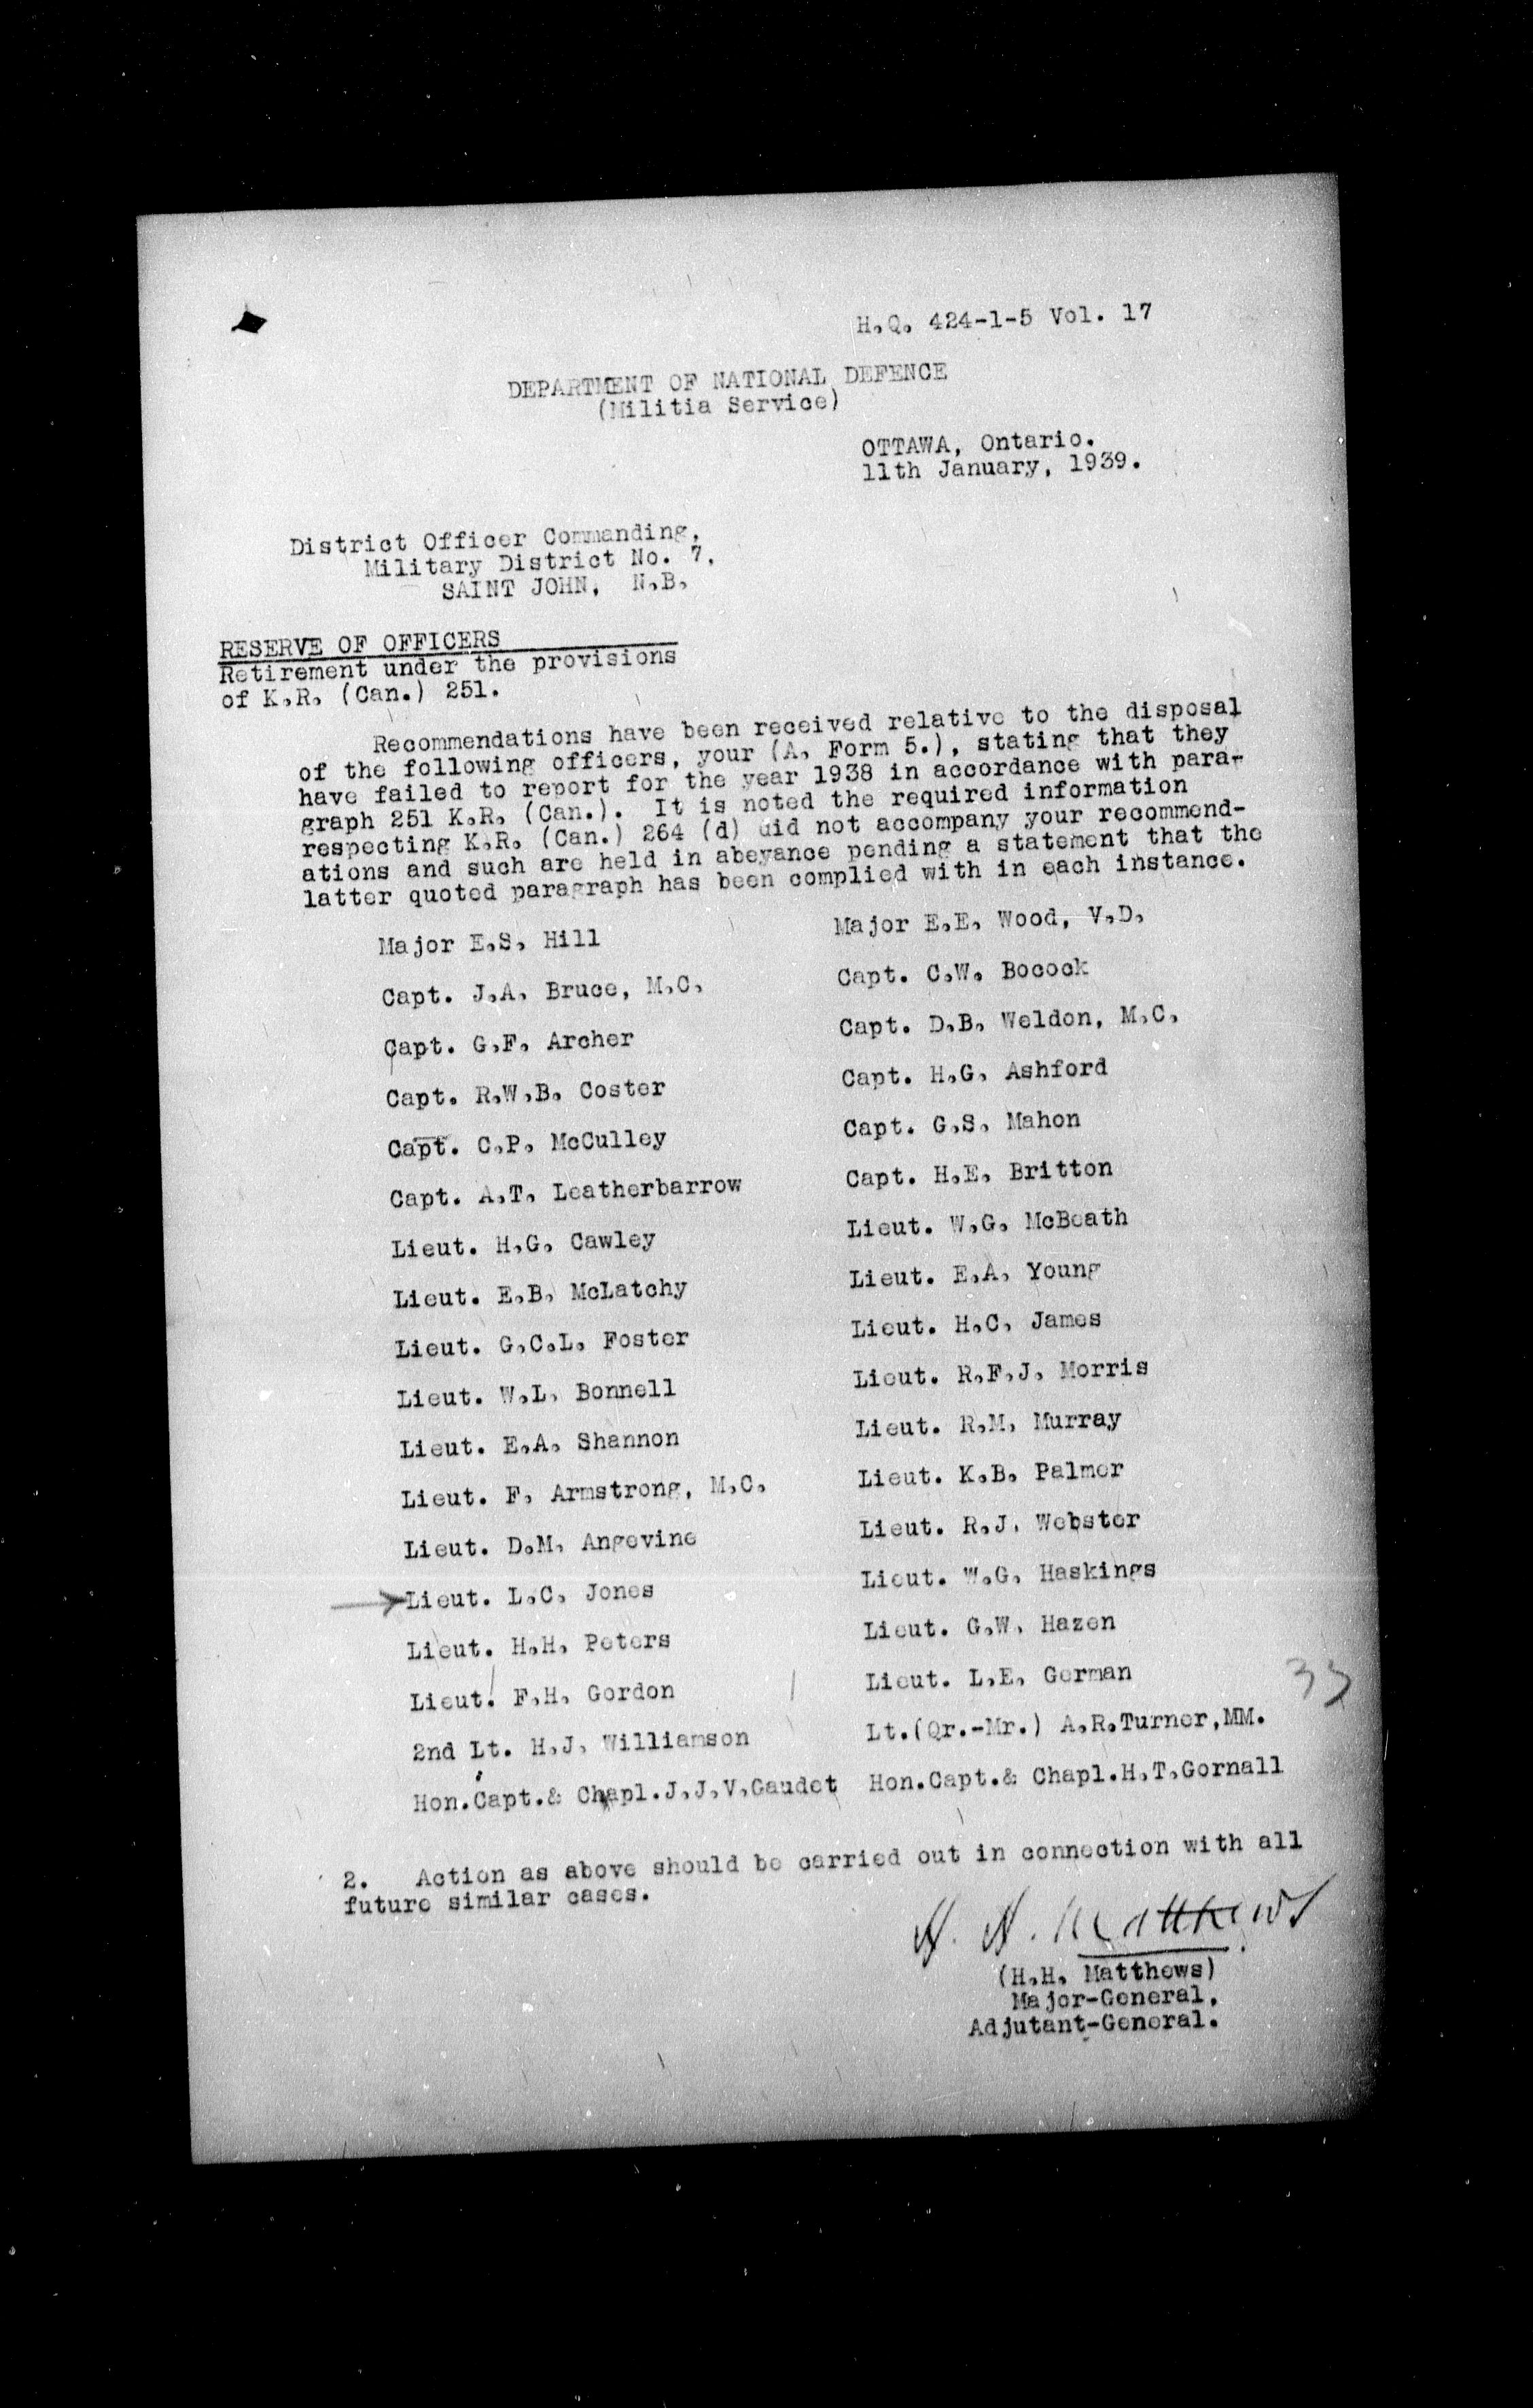 H.Q. 424-1-5 Vol. 17
DEPARTMENT OF NATIONAL DEFENCE
(Militia Service)
OTTAWA, Ontario.
11th January, 1939.
District Officer Commanding,
Military District No. 7,
SAINT JOHN, N.B.
RESERVE OF OFFICERS
Retirement under the provisions
of K.R. (Can.) 251.
Recommendations have been received relative to the disposal
of the following officers, your (A. Form 5.), stating that they
have failed to report for the year 1938 in accordance with para-
graph 251 K.R. (Can.). It is noted the required information
respecting K.R. (Can.) 264 (d) did not accompany your recommend-
ations and such are held in abeyance pending a statement that the
latter quoted paragraph has been complied with in each instance.
Major E.S. Hill Major E.E. Wood, V.D.
Capt. J.A. Bruce, M.C. Capt. C.W. Bocock
Capt. G.F. Archer Capt. D.B. Weldon, M.C.
Capt. R.W.B. Coster Capt. H.G. Ashford
Capt. C.P. McCulley Capt. G.S. Mahon
Capt. A.T. Leatherbarrow Capt. H.E. Britton
Lieut. H.G. Cawley Lieut. W.G. McBeath
Lieut. E.B. McLatchy Lieut. E.A. Young
Lieut. G.C.L. Foster Lieut. H.C. James
Lieut. W.L. Bonnell Lieut. R.F.J. Morris
Lieut. E.A. Shannon Lieut. R.M. Murray
Lieut. F. Armstrong, M.C. Lieut. K.B. Palmer
Lieut. D.M. Angevine Lieut. R.J. Webster
Lieut. L.C. Jones Lieut. W.G. Haskings
Lieut. H.H. Peters Lieut. G.W. Hazen
Lieut. F.H. Gordon Lieut. L.E. German
2nd Lt. H.J. Williamson Lt.(Qr.-Mr.) A.R.Turner,MM.
Hon.Capt.& Chapl.J.J.V.Gaudet Hon.Capt.& Chapl.H.T.Gornall
2. Action as above should be carried out in connection with all
future similar cases.
H. H. Matthews
(H.H. Matthews)
Major-General,
Adjutant-General.